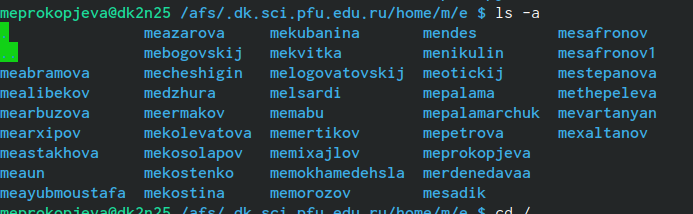 meprokopjeva@dk2n25 /afs/.dk.sci.pfu.edu.ru/home/m/e $ ls -a
. meazarova mekubanina mendes mesafronov
.. mebogovskij mekvitka menikulin mesafronov1
meabramova mecheshigin melogovatovskij meotickij mestepanova
mealibekov medzhura melsardi mepalama methepeleva
mearbuzova meermakov memabu mepalamarchuk mevartanyan
mearxipov mekolevatova memertikov mepetrova mexaltanov
meastakhova mekosolapov memixajlov meprokopjeva
meaun mekostenko memokhamedehsla merdenedavaa
meayubmoustafa mekostina memorozov mesadik
meprokopjeva@dk2n25 /afs/.dk.sci.pfu.edu.ru/home/m/e $ cd /